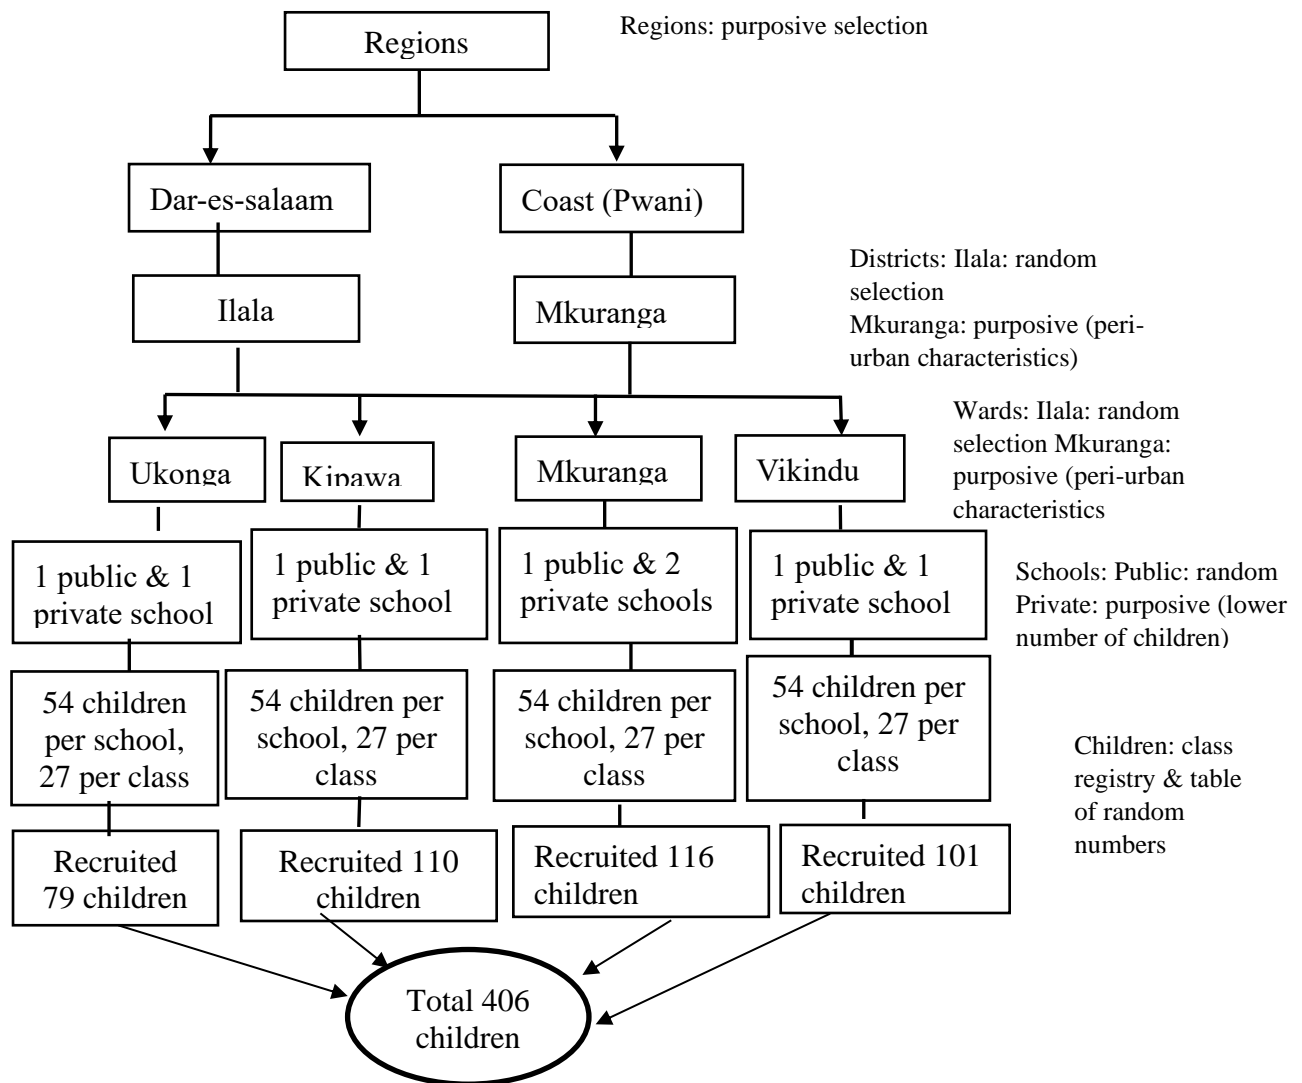 Regions
Regions: purposive selection
Dar-es-salaam
Coast (Pwani)
Districts: Ilala: random
selection
Mkuranga: purposive (peri-
urban characteristics)
Ilala
Mkuranga
Wards: Ilala: random
selection Mkuranga:
purposive (peri-urban
characteristics
Ukonga
Kipawa
Mkuranga
Vikindu
1 public & 1
private school
1 public & 1
private school
1 public & 2
private schools
1 public & 1
private school
Schools: Public: random
Private: purposive (lower
number of children)
54 children
per school,
27 per class
54 children per
school, 27 per
class
54 children per
school, 27 per
class
54 children per
school, 27 per
class
Children: class
registry & table
of random
numbers
Recruited
79 children
Recruited 110
children
Recruited 116
children
Recruited 101
children
Total 406
children